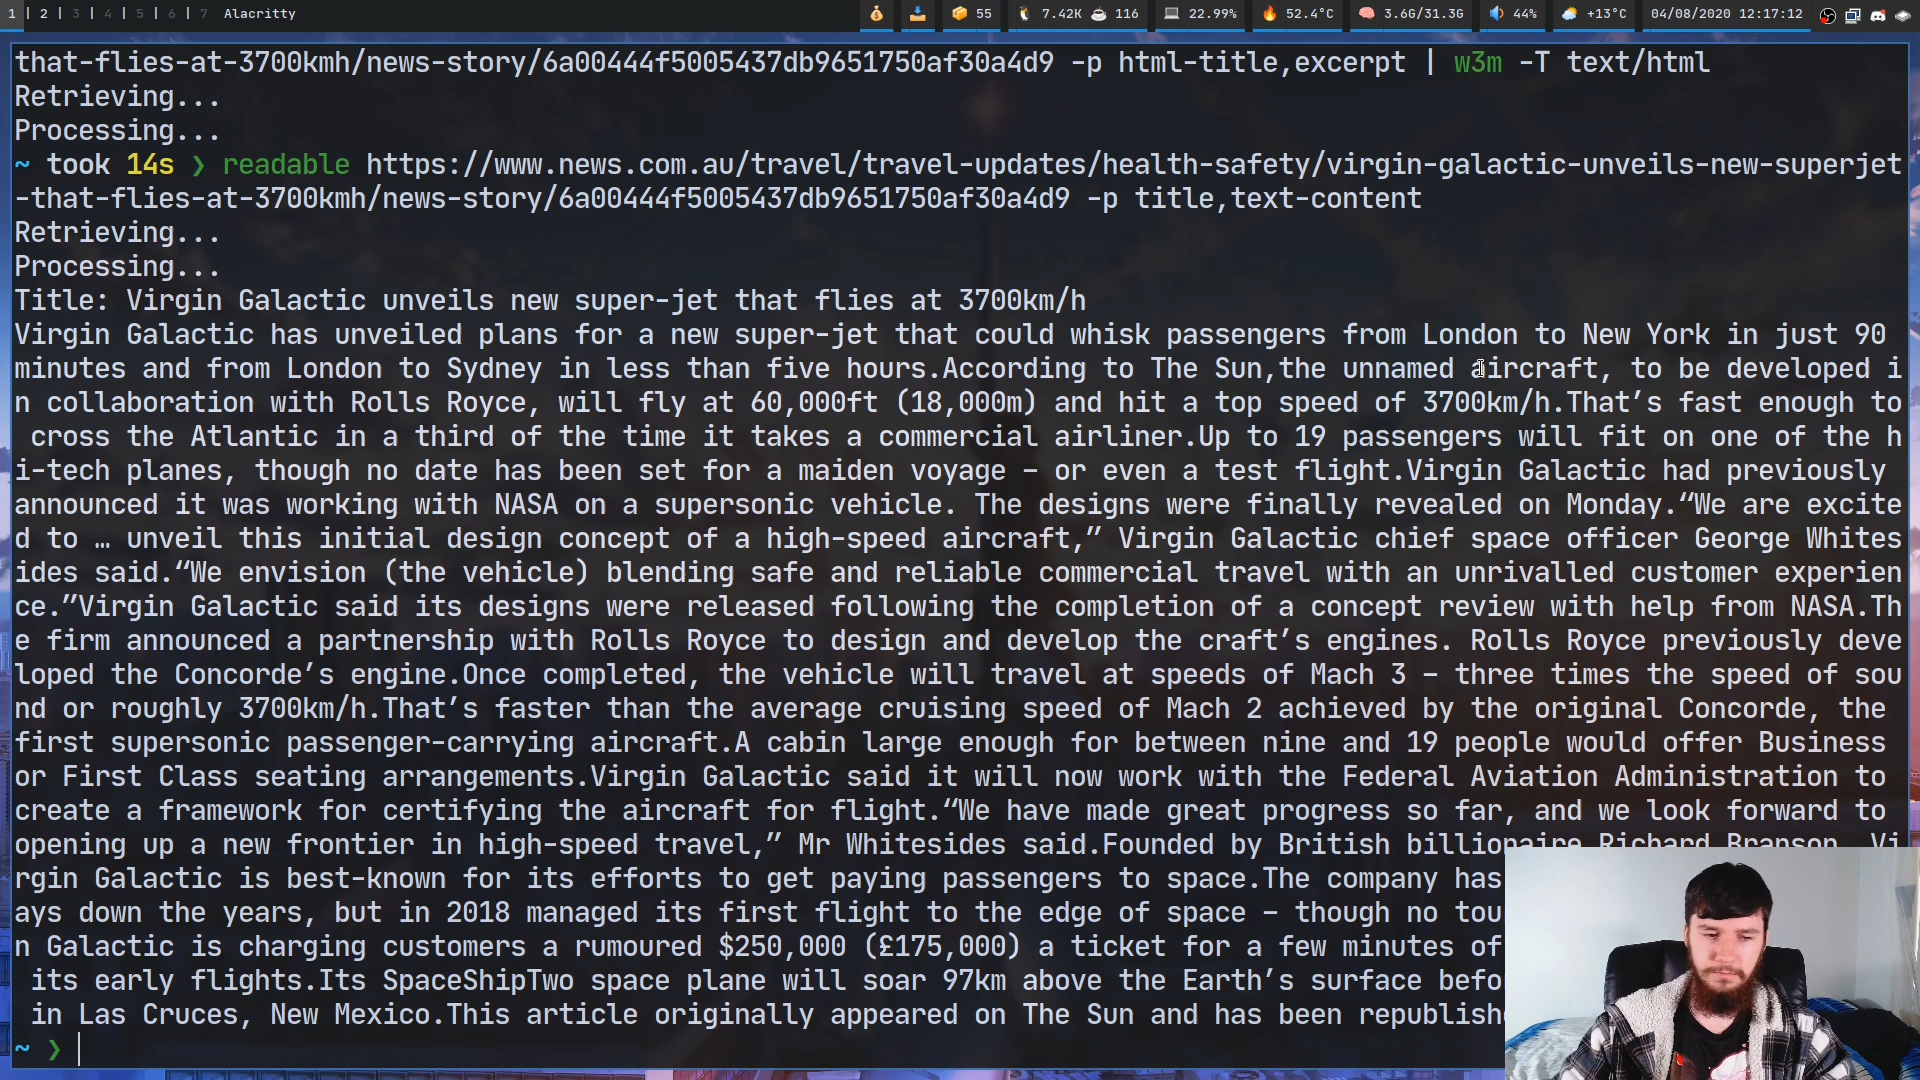 1 | 2 | 3 | 4 | 5 | 6 | 7 Alacritty 55 7.42K 116 22.99% 52.4°C 3.6G/31.3G 44% +13°C 04/08/2020 12:17:12
that-flies-at-3700kmh/news-story/6a00444f5005437db9651750af30a4d9 -p html-title,excerpt | w3m -T text/html
Retrieving...
Processing...
~ took 14s ❯ readable https://www.news.com.au/travel/travel-updates/health-safety/virgin-galactic-unveils-new-superjet
-that-flies-at-3700kmh/news-story/6a00444f5005437db9651750af30a4d9 -p title,text-content
Retrieving...
Processing...
Title: Virgin Galactic unveils new super-jet that flies at 3700km/h
Virgin Galactic has unveiled plans for a new super-jet that could whisk passengers from London to New York in just 90
minutes and from London to Sydney in less than five hours.According to The Sun,the unnamed aircraft, to be developed i
n collaboration with Rolls Royce, will fly at 60,000ft (18,000m) and hit a top speed of 3700km/h.That’s fast enough to
cross the Atlantic in a third of the time it takes a commercial airliner.Up to 19 passengers will fit on one of the h
i-tech planes, though no date has been set for a maiden voyage – or even a test flight.Virgin Galactic had previously
announced it was working with NASA on a supersonic vehicle. The designs were finally revealed on Monday.“We are excite
d to … unveil this initial design concept of a high-speed aircraft,” Virgin Galactic chief space officer George Whites
ides said.“We envision (the vehicle) blending safe and reliable commercial travel with an unrivalled customer experien
ce.”Virgin Galactic said its designs were released following the completion of a concept review with help from NASA.Th
e firm announced a partnership with Rolls Royce to design and develop the craft’s engines. Rolls Royce previously deve
loped the Concorde’s engine.Once completed, the vehicle will travel at speeds of Mach 3 – three times the speed of sou
nd or roughly 3700km/h.That’s faster than the average cruising speed of Mach 2 achieved by the original Concorde, the
first supersonic passenger-carrying aircraft.A cabin large enough for between nine and 19 people would offer Business
or First Class seating arrangements.Virgin Galactic said it will now work with the Federal Aviation Administration to
create a framework for certifying the aircraft for flight.“We have made great progress so far, and we look forward to
opening up a new frontier in high-speed travel,” Mr Whitesides said.Founded by British billionaire Richard Branson, Vi
rgin Galactic is best-known for its efforts to get paying passengers to space.The company has
ays down the years, but in 2018 managed its first flight to the edge of space – though no tou
n Galactic is charging customers a rumoured $250,000 (£175,000) a ticket for a few minutes of
its early flights.Its SpaceShipTwo space plane will soar 97km above the Earth’s surface befo
in Las Cruces, New Mexico.This article originally appeared on The Sun and has been republish
~ ❯